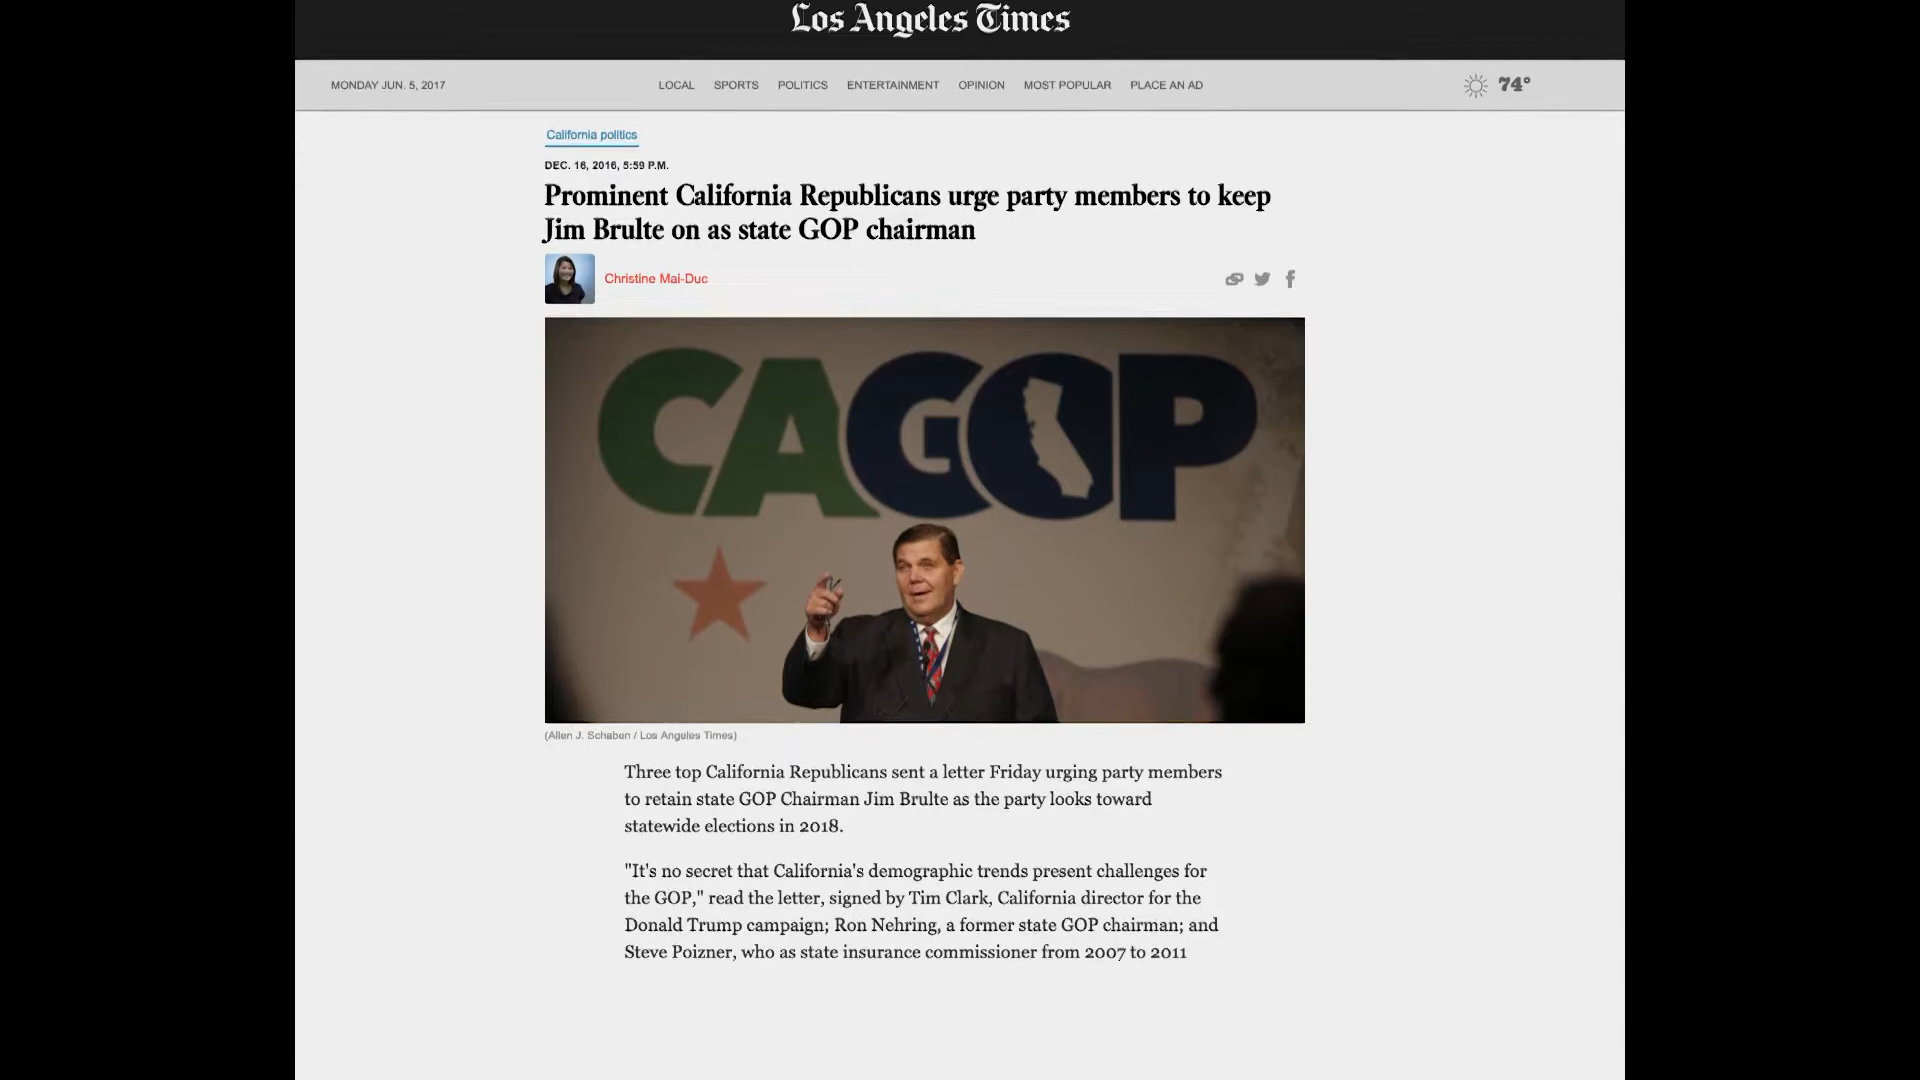 Los Angeles Times
MONDAY JUN. 5, 2017
LOCAL SPORTS POLITICS ENTERTAINMENT OPINION MOST POPULAR PLACE AN AD
74°
California politics
DEC. 16, 2016, 5:59 P.M.
Prominent California Republicans urge party members to keep
Jim Brulte on as state GOP chairman
Christine Mai-Duc
CAGOP
(Allen J. Schaben / Los Angeles Times)
Three top California Republicans sent a letter Friday urging party members
to retain state GOP Chairman Jim Brulte as the party looks toward
statewide elections in 2018.
"It's no secret that California's demographic trends present challenges for
the GOP," read the letter, signed by Tim Clark, California director for the
Donald Trump campaign; Ron Nehring, a former state GOP chairman; and
Steve Poizner, who as state insurance commissioner from 2007 to 2011